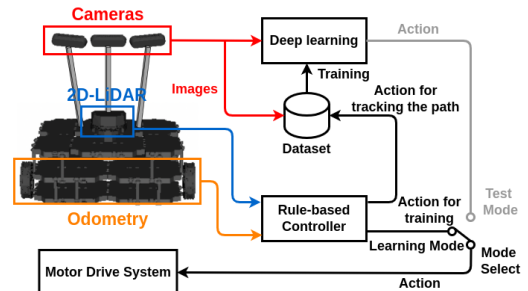 Cameras
Deep learning
Action
2D-LiDAR
Images
Training
Action for
tracking the path
Dataset
Odometry
Rule-based
Controller
Action for
training
Test
Mode
Learning Mode
Mode
Select
Motor Drive System
Action